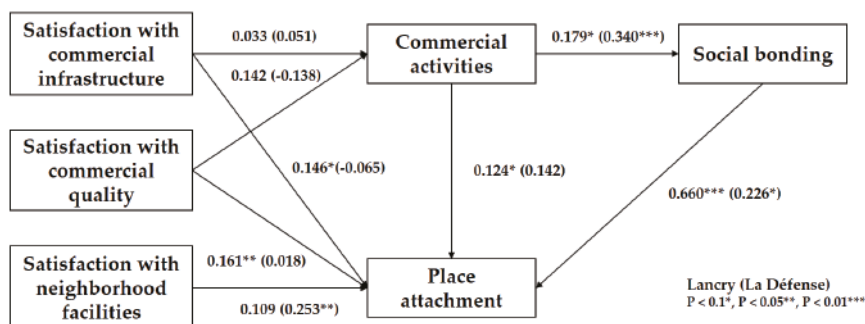 Satisfaction with
commercial
infrastructure
0.033 (0.051)
0.142 (-0.138)
Commercial
activities
0.179* (0.340***)
Social bonding
Satisfaction with
commercial
quality
0.146*(-0.065)
0.124* (0.142)
0.660*** (0.226*)
Satisfaction with
neighborhood
facilities
0.161** (0.018)
0.109 (0.253**)
Place
attachment
Lancry (La Défense)
P < 0.1*, P < 0.05**, P < 0.01***